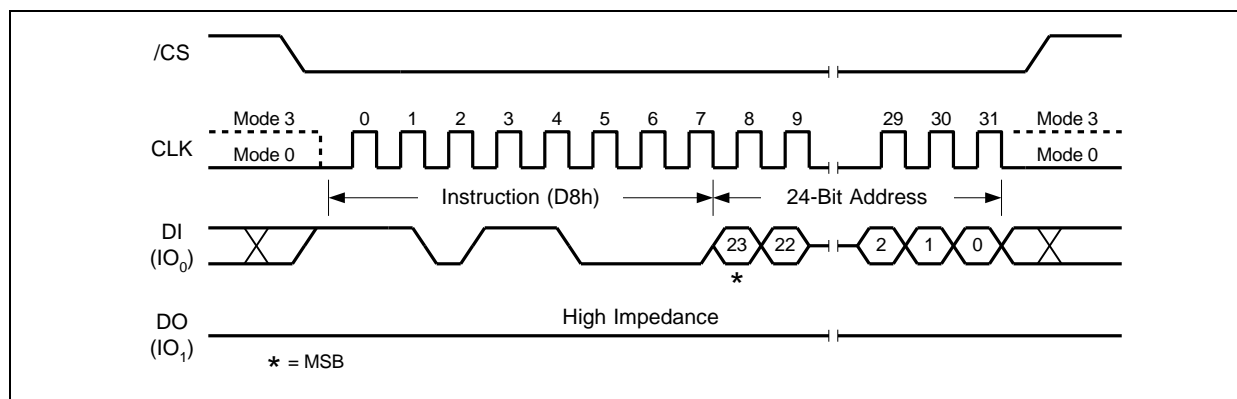 /CS
Mode 3 0 1 2 3 4 5 6 7 8 9 29 30 31 Mode 3
CLK Mode 0 Mode 0
Instruction (D8h) 24-Bit Address
DI
(IO0) 23 22 2 1 0
*
High Impedance
DO
(IO1)
* = MSB